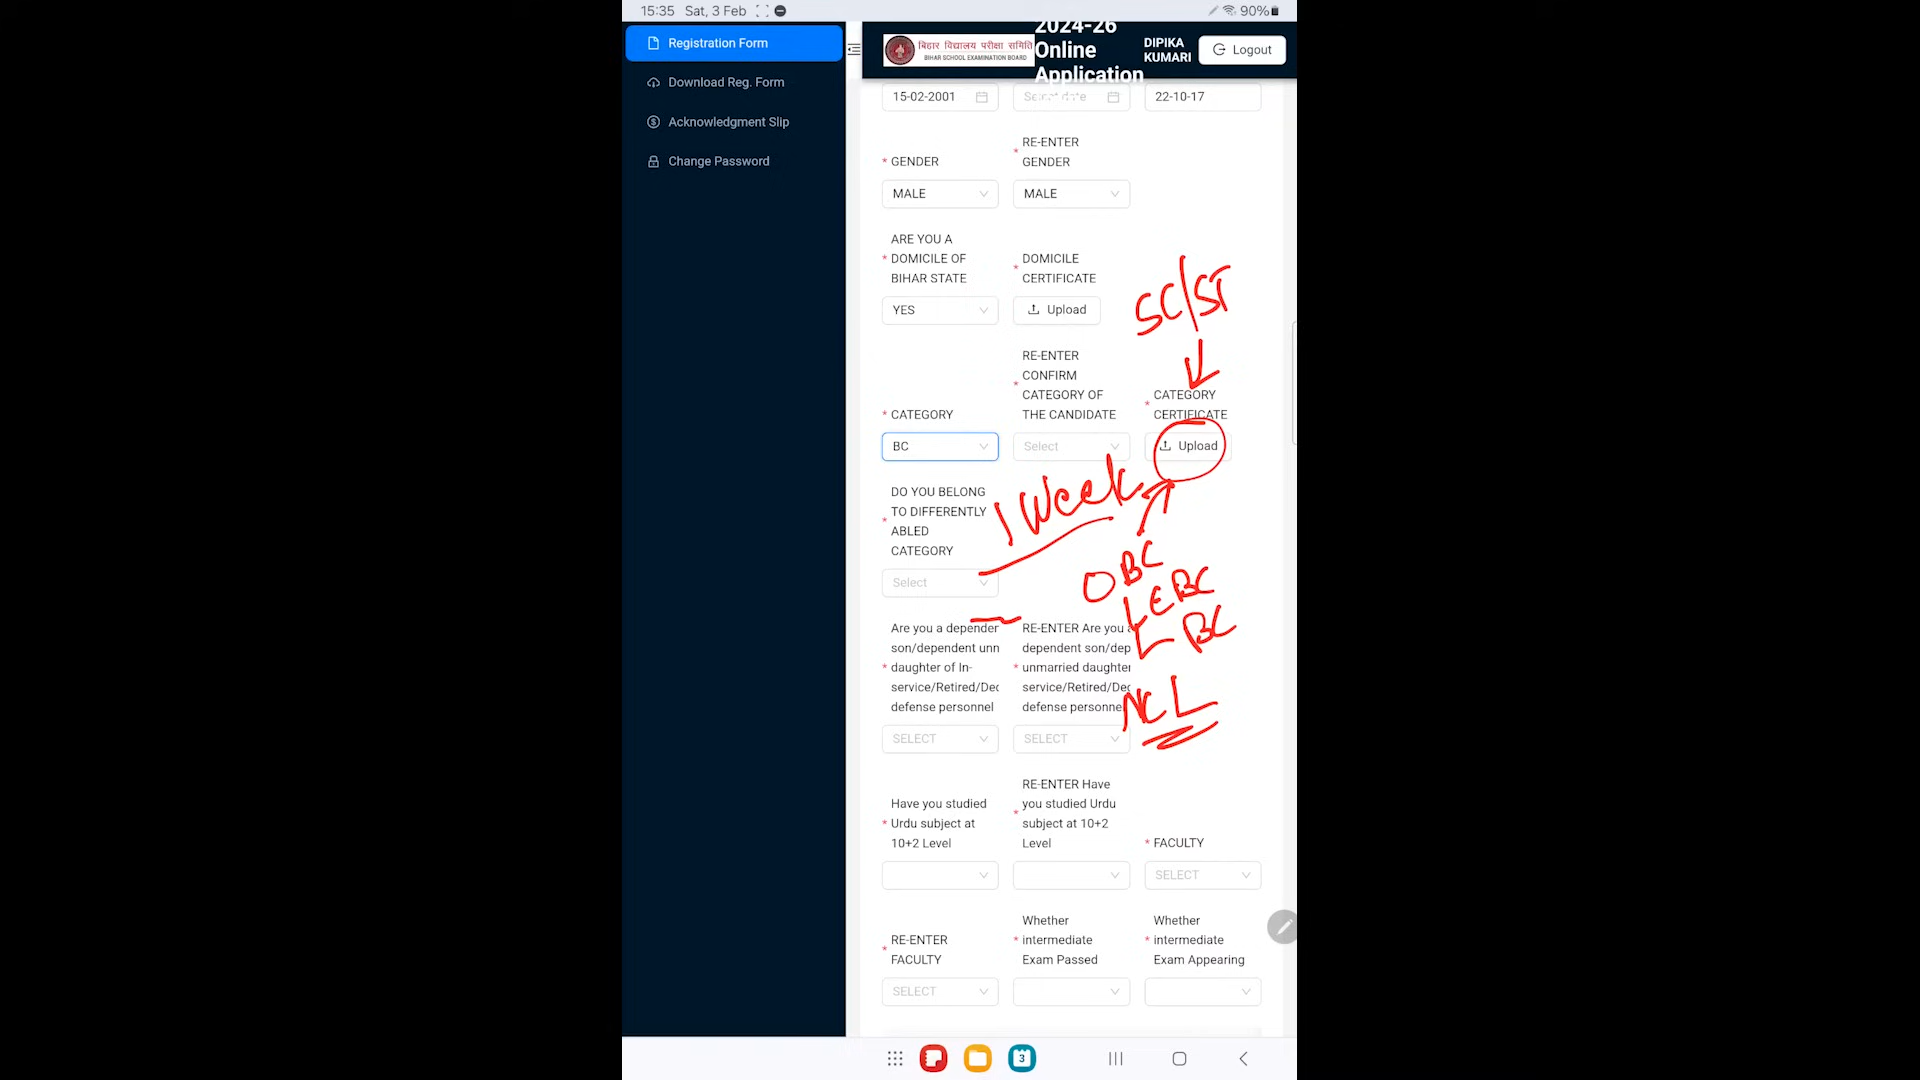 15:35 Sat, 3 Feb
90%
Registration Form
Download Reg. Form
Acknowledgment Slip
Change Password
बिहार विद्यालय परीक्षा समिति
BIHAR SCHOOL EXAMINATION BOARD
2024-26
Online
Application
DIPIKA
KUMARI
Logout
15-02-2001
Select date
22-10-17
* GENDER
MALE
* RE-ENTER
GENDER
MALE
* ARE YOU A
DOMICILE OF
BIHAR STATE
YES
* DOMICILE
CERTIFICATE
Upload
SC/ST
* CATEGORY
BC
* RE-ENTER
CONFIRM
CATEGORY OF
THE CANDIDATE
Select
* CATEGORY
CERTIFICATE
Upload
1 Week
* DO YOU BELONG
TO DIFFERENTLY
ABLED
CATEGORY
Select
OBC
EBC
BC
NCL
* Are you a depender
son/dependent unn
daughter of In-
service/Retired/Dec
defense personnel
SELECT
* RE-ENTER Are you a
dependent son/dep
unmarried daughter
service/Retired/Dec
defense personnel
SELECT
* Have you studied
Urdu subject at
10+2 Level
* RE-ENTER Have
you studied Urdu
subject at 10+2
Level
* FACULTY
SELECT
* RE-ENTER
FACULTY
SELECT
* Whether
intermediate
Exam Passed
* Whether
intermediate
Exam Appearing
3